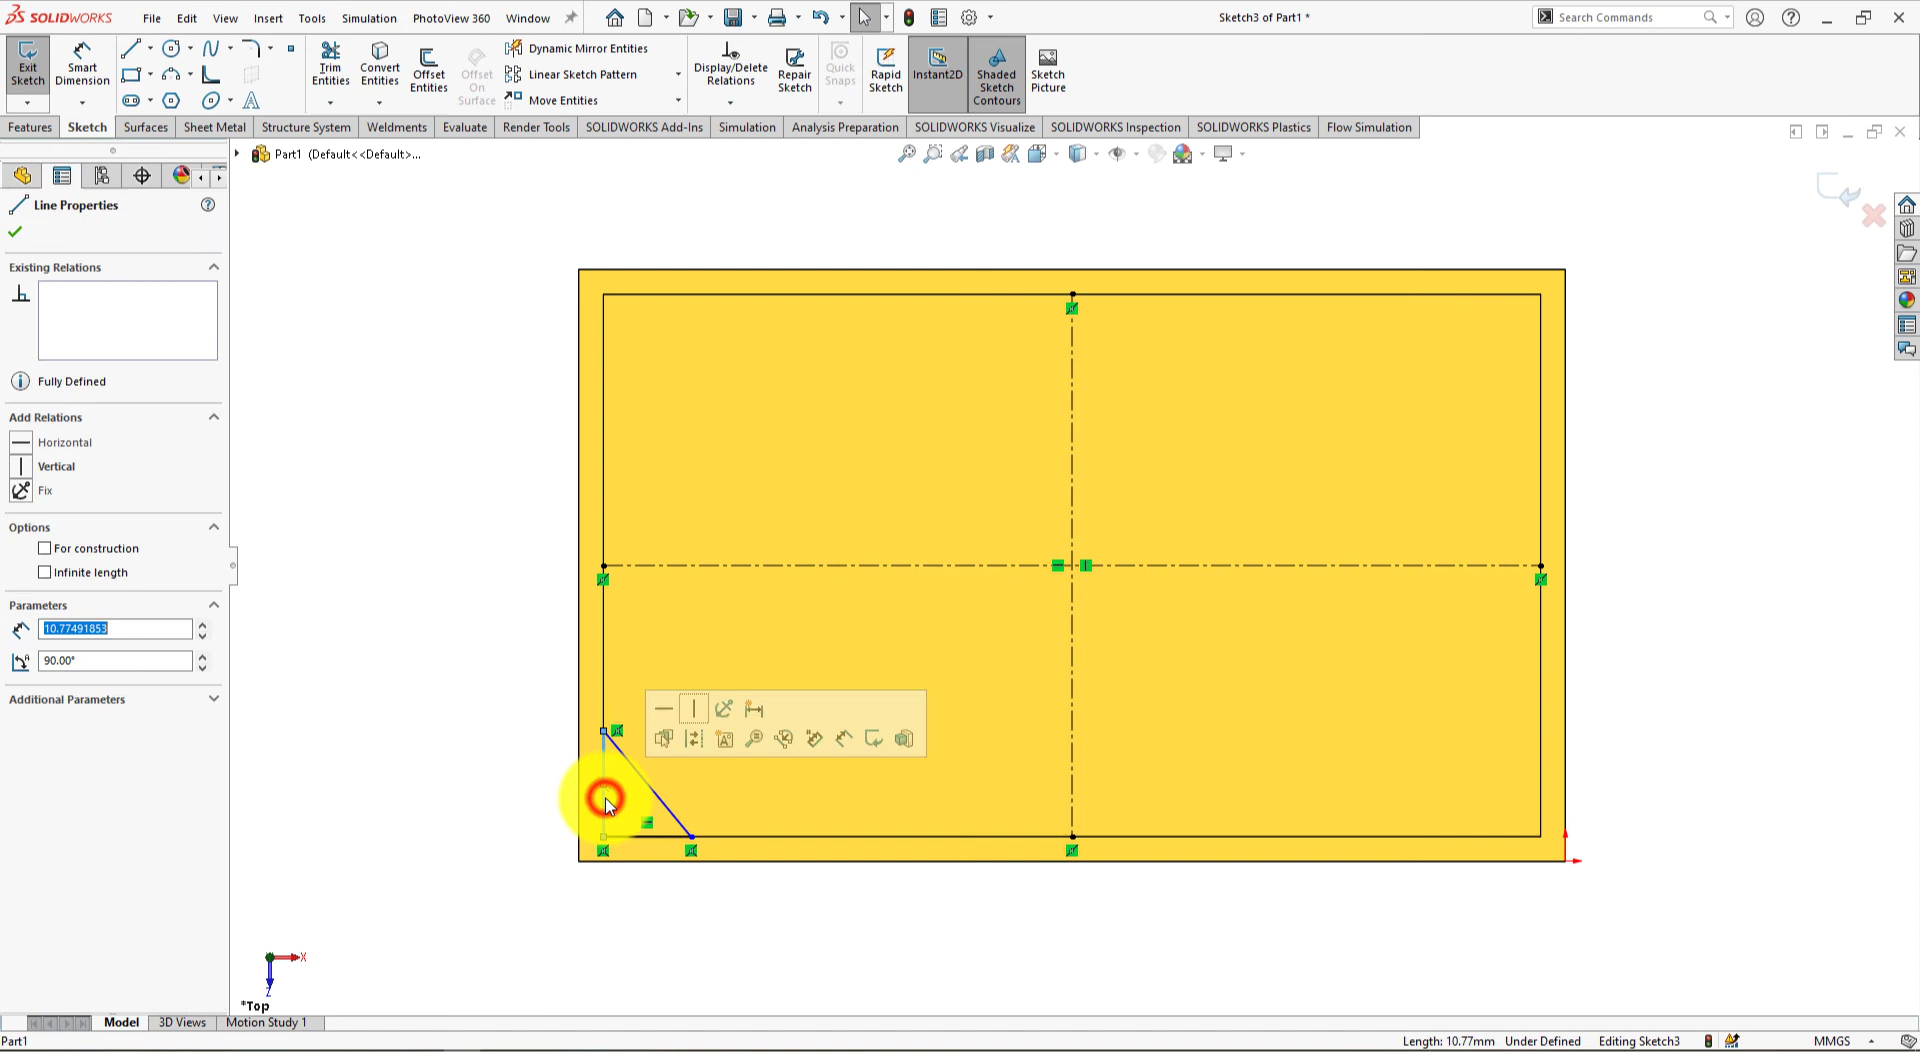 SOLIDWORKS File Edit View Insert Tools Simulation PhotoView 360 Window Sketch3 of Part1 * Search Commands
Exit Sketch
Smart Dimension
Trim Entities
Convert Entities
Offset Entities
Offset On Surface
Dynamic Mirror Entities
Linear Sketch Pattern
Move Entities
Display/Delete Relations
Repair Sketch
Quick Snaps
Rapid Sketch
Instant2D
Shaded Sketch Contours
Sketch Picture
Features Sketch Surfaces Sheet Metal Structure System Weldments Evaluate Render Tools SOLIDWORKS Add-Ins Simulation Analysis Preparation SOLIDWORKS Visualize SOLIDWORKS Inspection SOLIDWORKS Plastics Flow Simulation
Part1 (Default<<Default>...
Line Properties
Existing Relations
Fully Defined
Add Relations
Horizontal
Vertical
Fix
Options
For construction
Infinite length
Parameters
10.77491853
90.00°
Additional Parameters
X
Z
*Top
Model 3D Views Motion Study 1
Part1 Length: 10.77mm Under Defined Editing Sketch3 MMGS